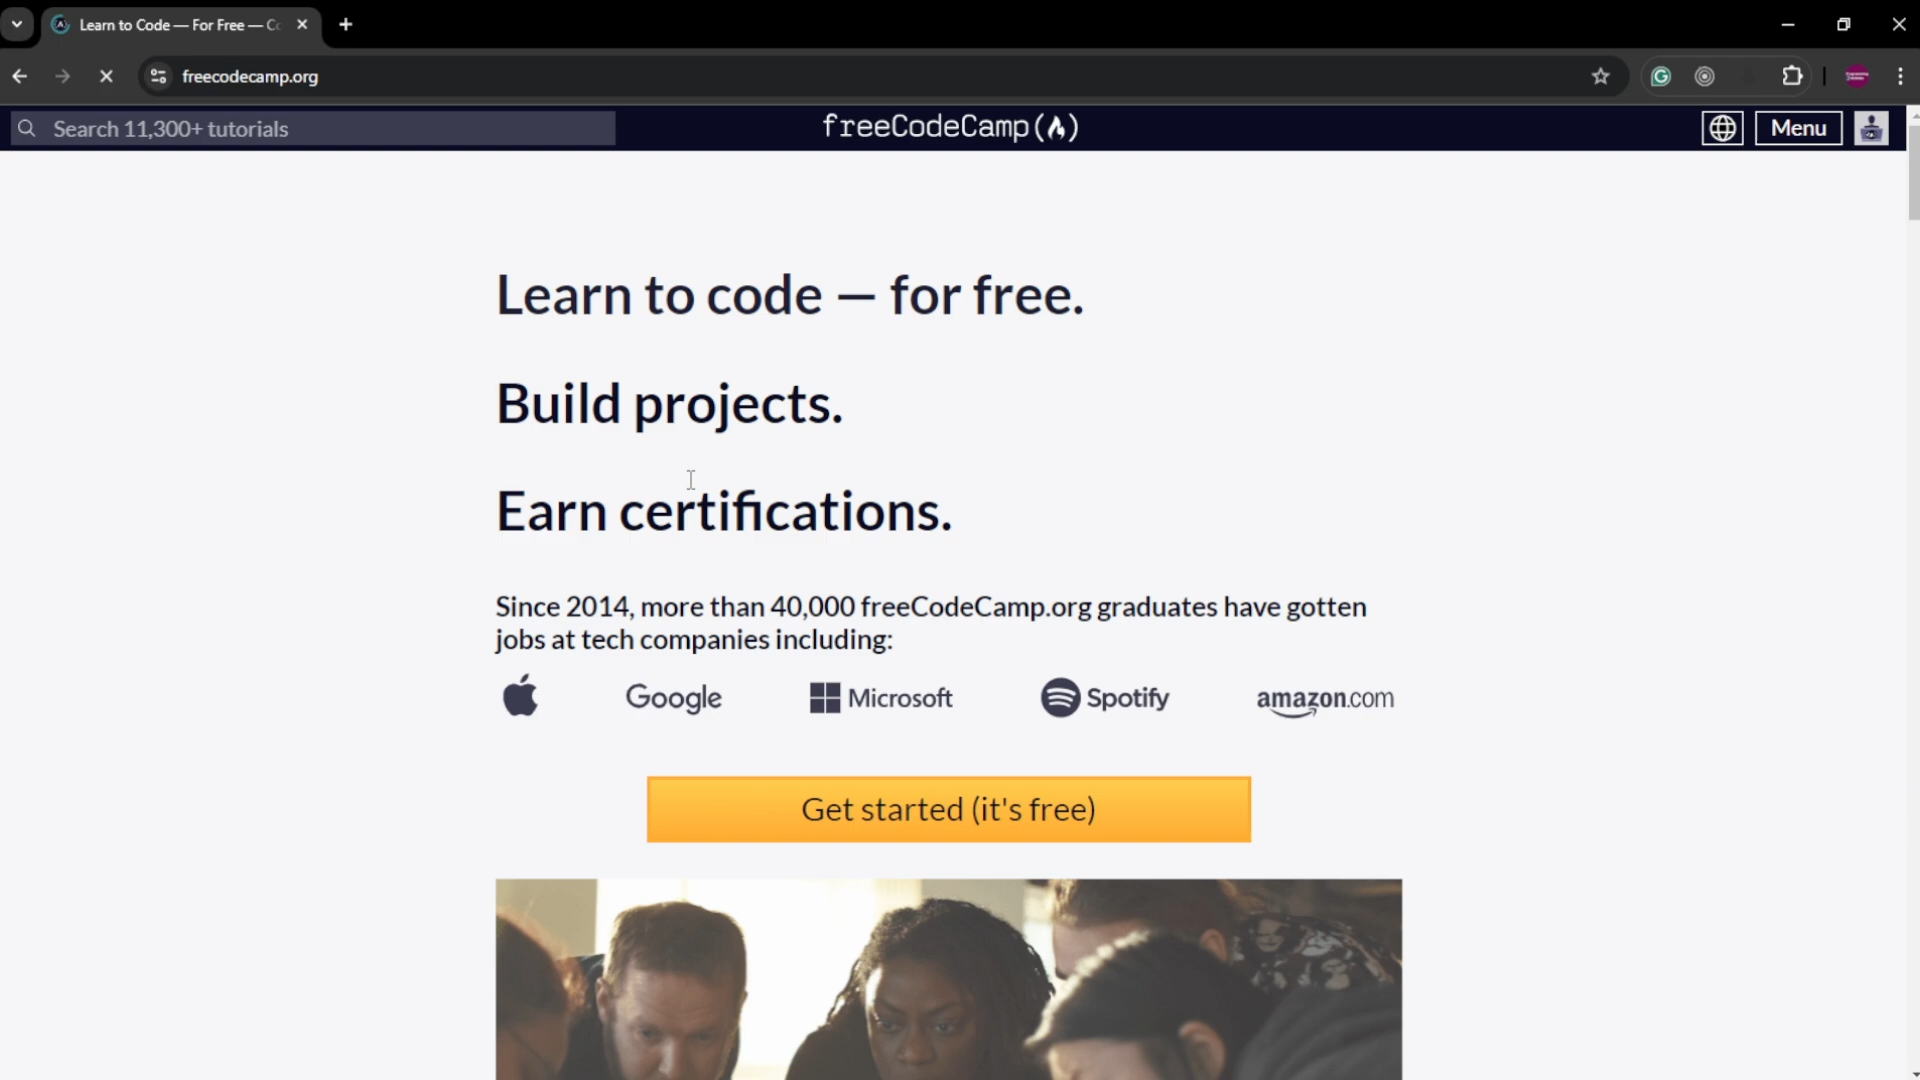 Learn to Code — For Free — Co
freecodecamp.org
Search 11,300+ tutorials
freeCodeCamp
Menu
Learn to code — for free.
Build projects.
Earn certifications.
Since 2014, more than 40,000 freeCodeCamp.org graduates have gotten
jobs at tech companies including:
Google
Microsoft
Spotify
amazon.com
Get started (it's free)